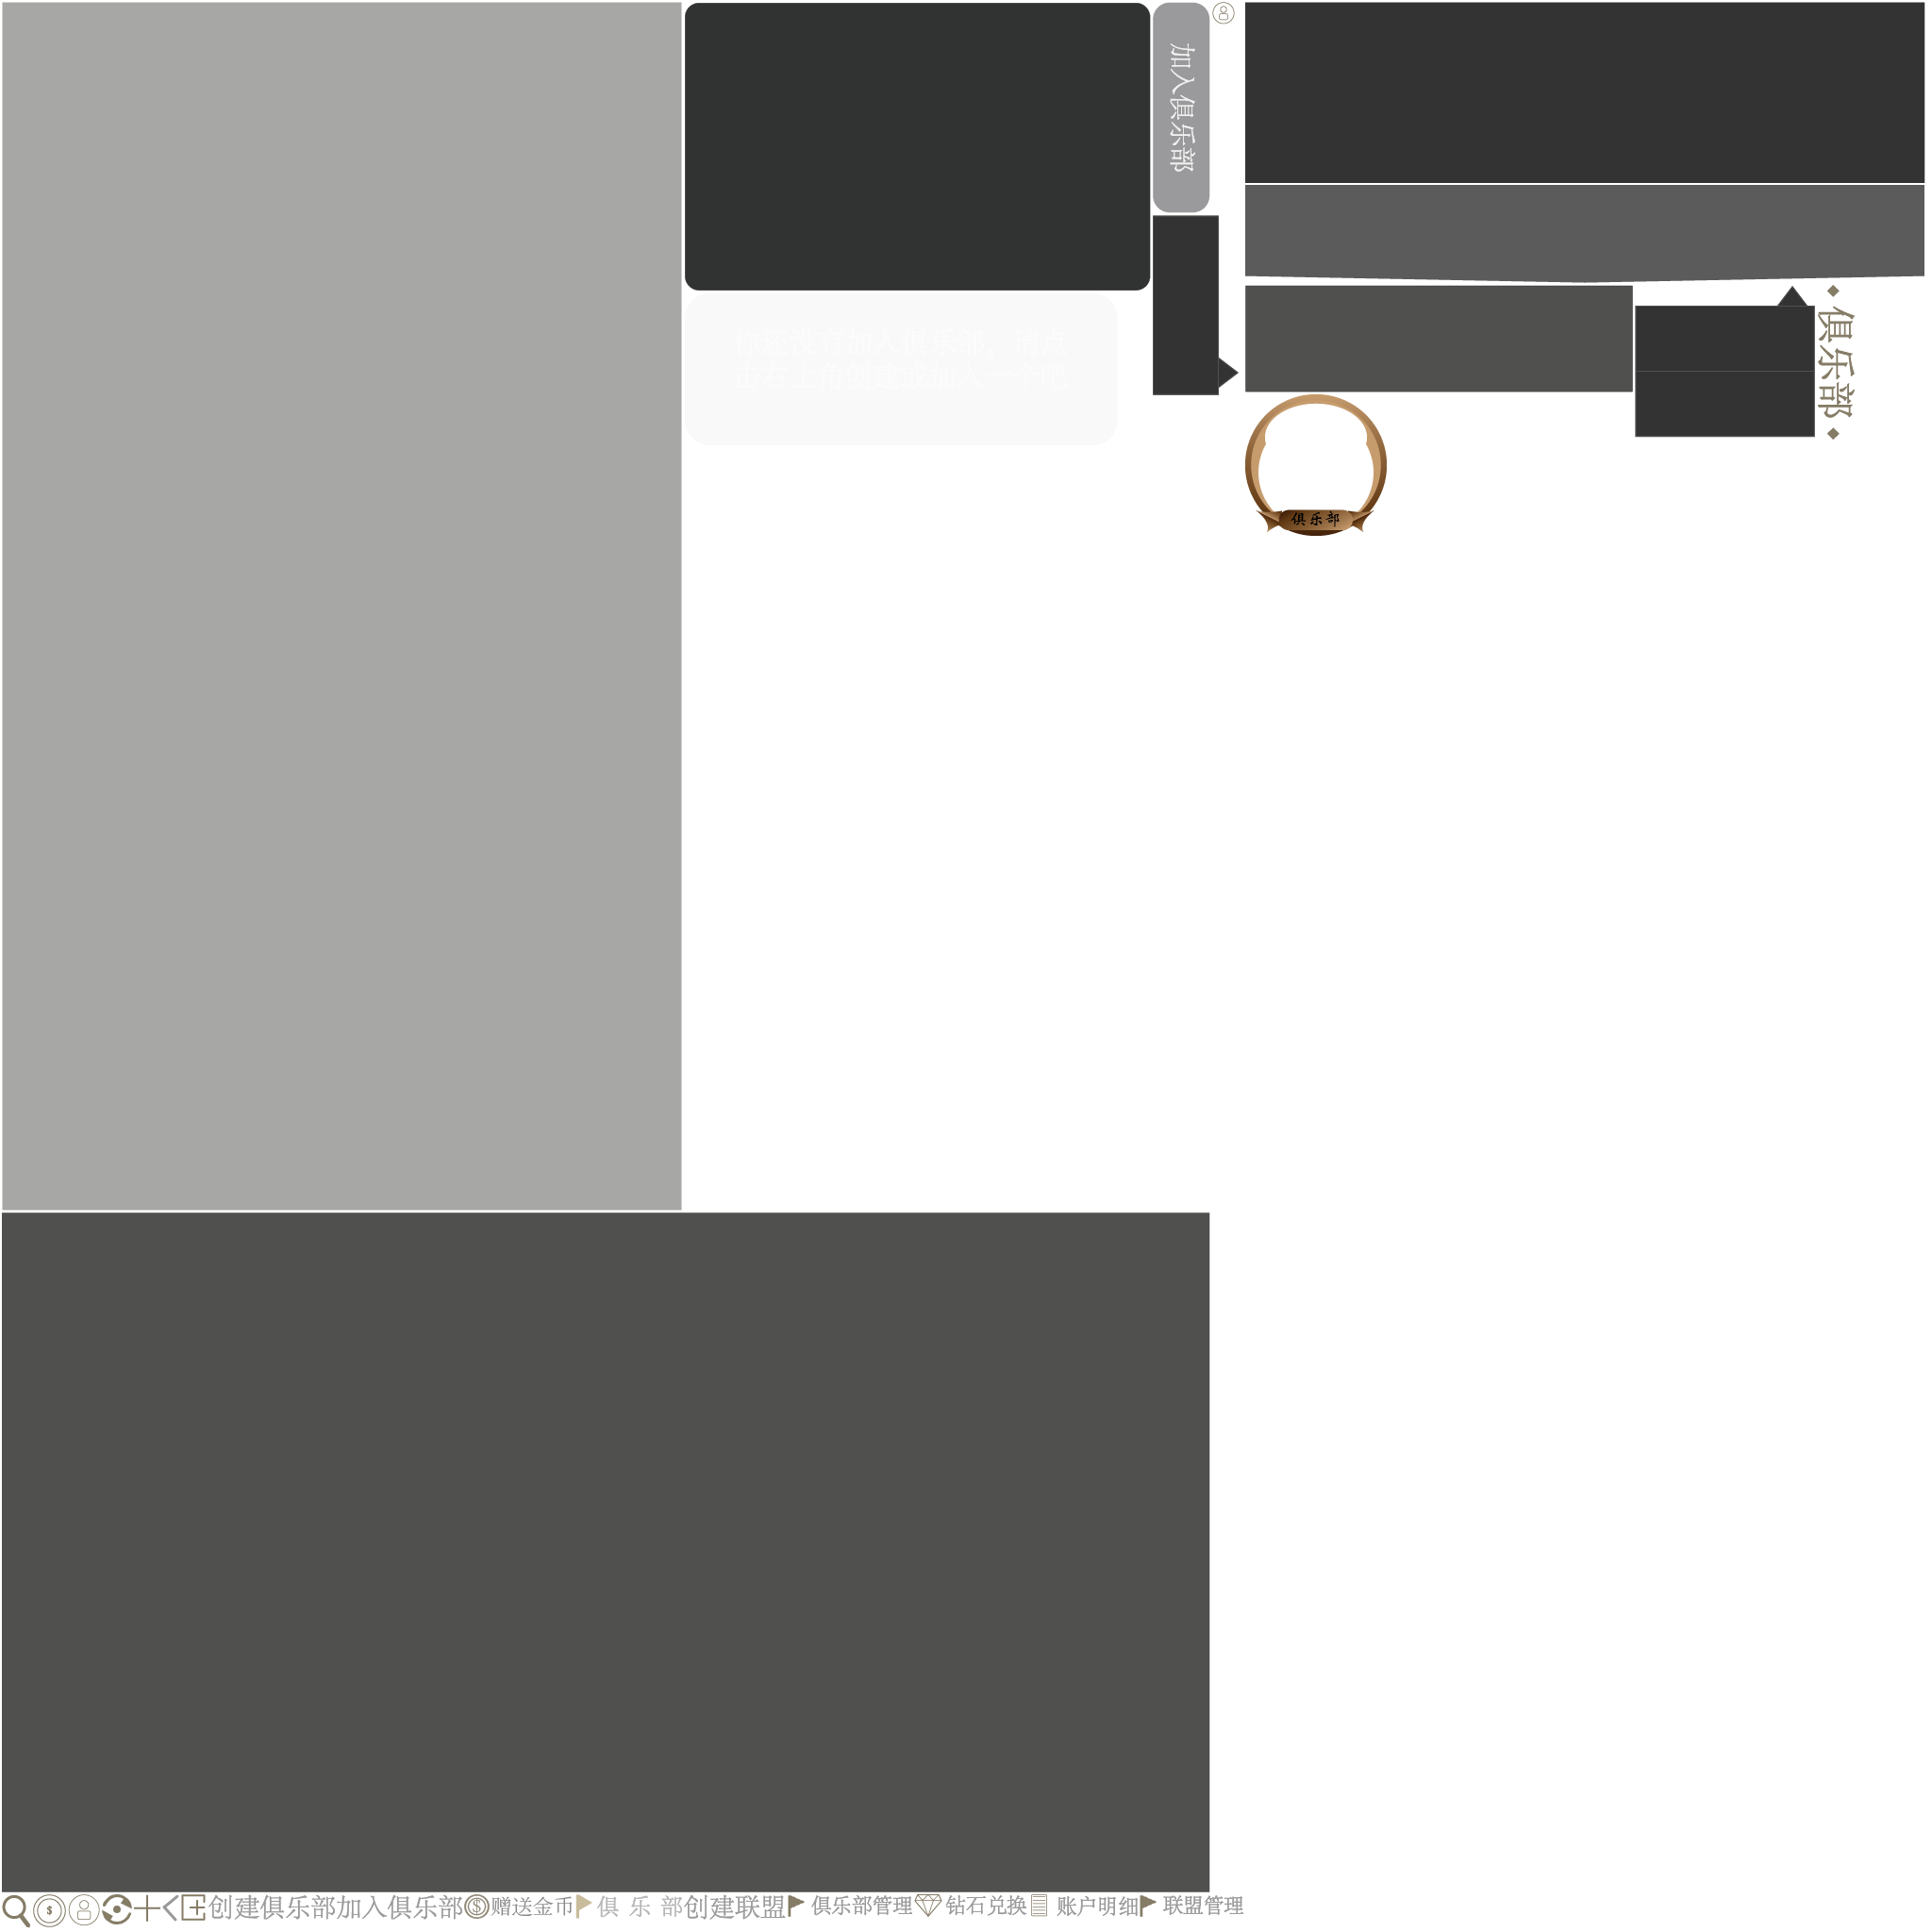 加入俱乐部
你还没有加入俱乐部，请点
击右上角创建或加入一个吧
俱乐部
俱乐部
$
创建俱乐部
加入俱乐部
$
赠送金币
俱 乐 部
创建联盟
俱乐部管理
钻石兑换
账户明细
联盟管理